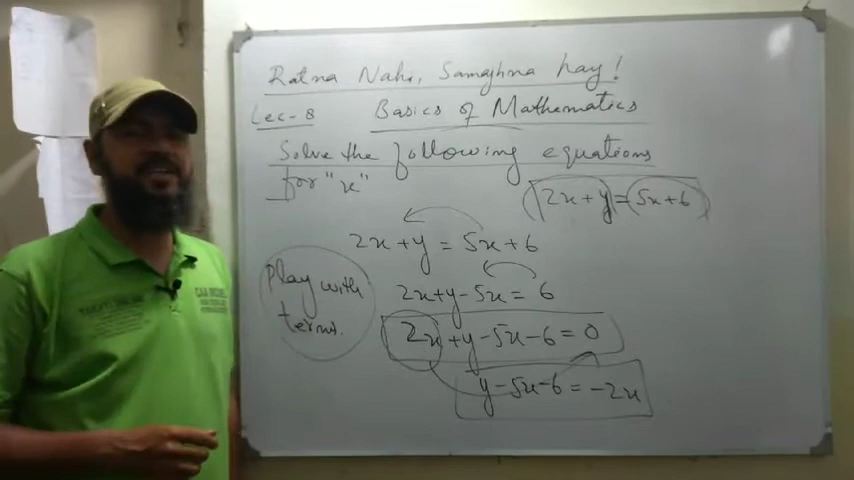 Ratna Nahi, Samajhna hay!
Lec-8 Basics of Mathematics
Solve the following equations
for "x"
2x+y=5x+6
2x+y=5x+6
Play with
terms.
2x+y-5x=6
2x+y-5x-6=0
y-5x-6=-2x